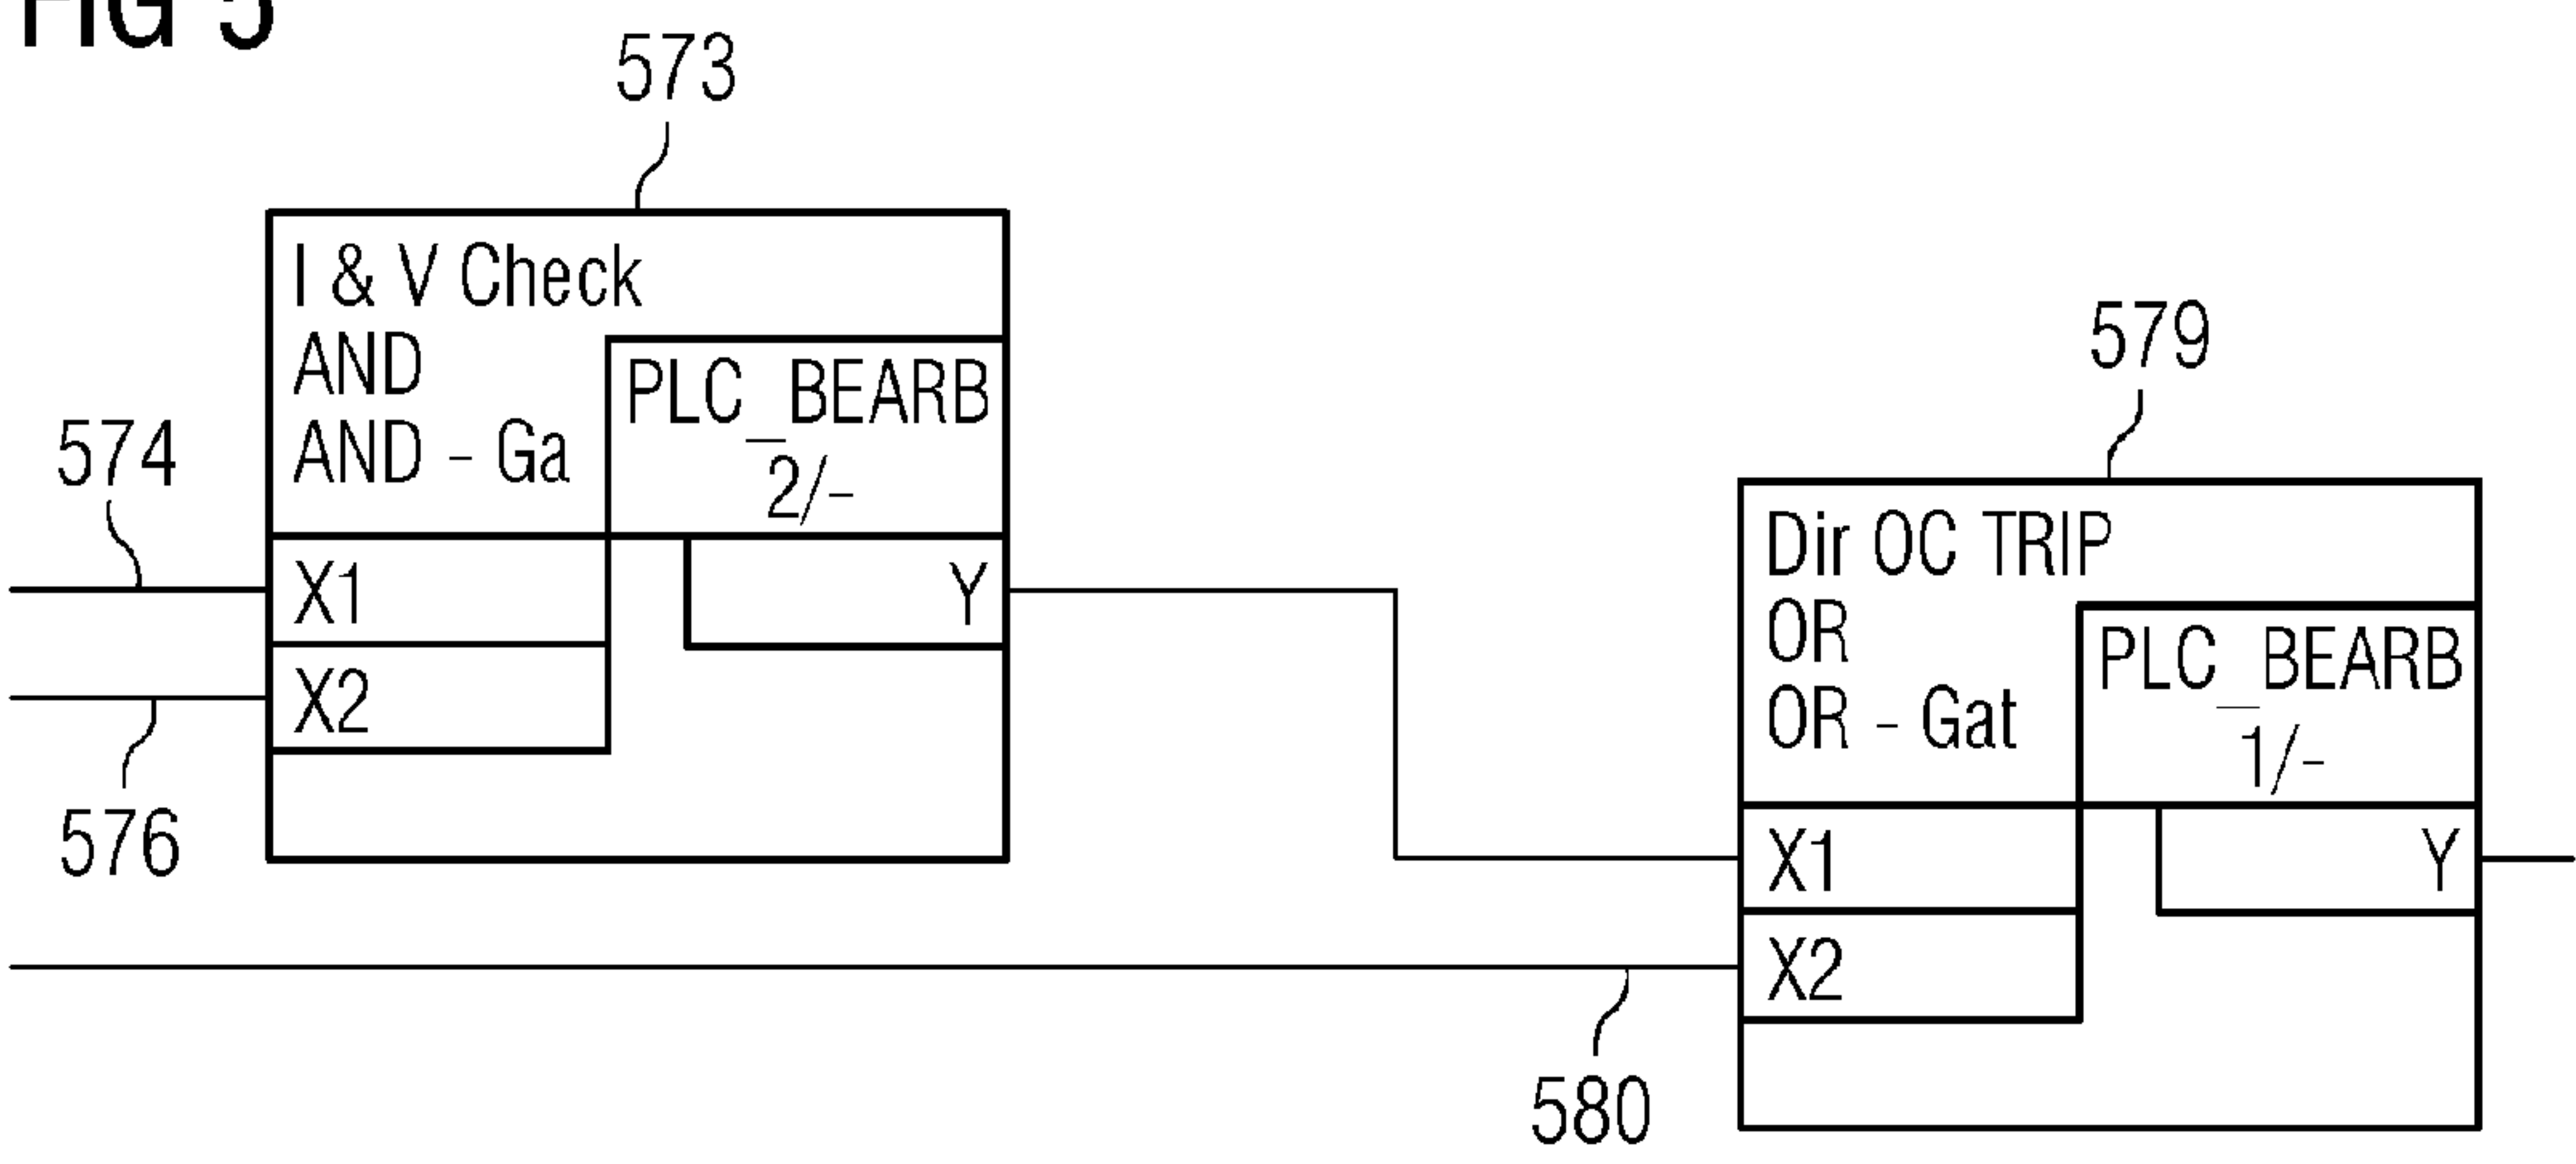 FIG 5
573
I & V Check
AND
AND - Ga
PLC_BEARB
2/-
574
X1
Y
X2
576
579
Dir OC TRIP
OR
OR - Gat
PLC_BEARB
1/-
X1
Y
X2
580